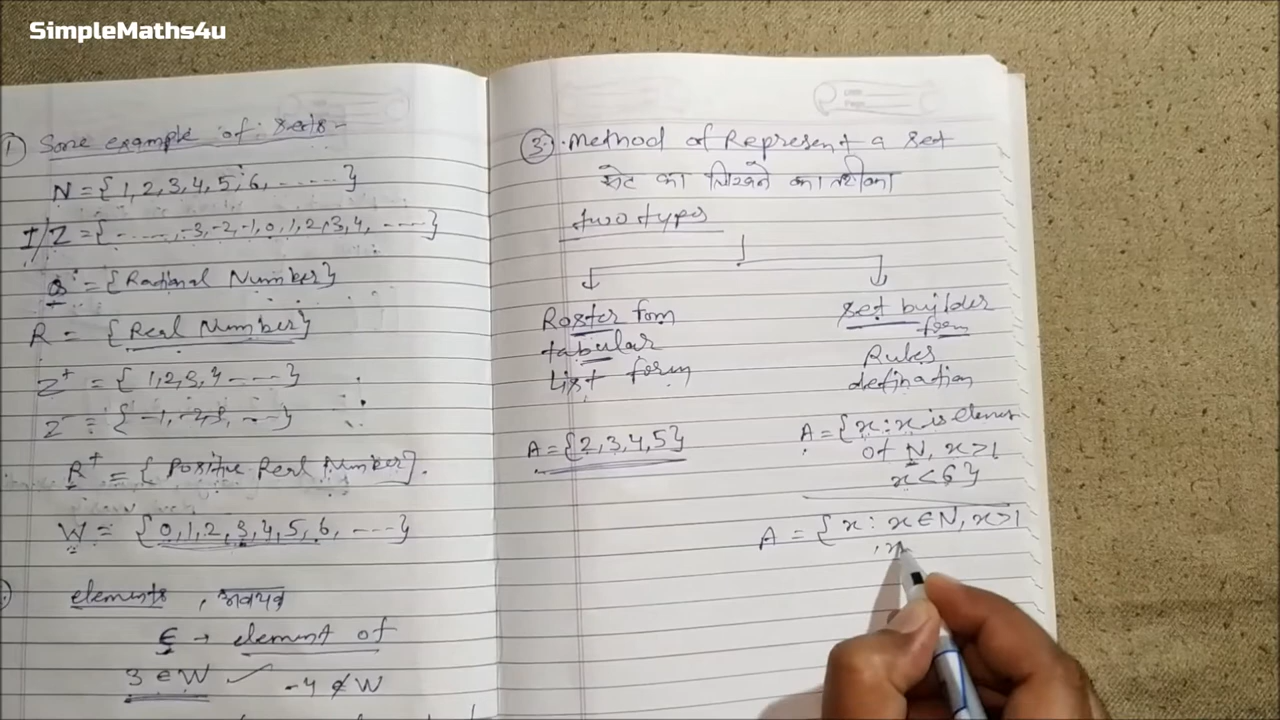 SimpleMaths4u
① Some example of sets-
N = { 1, 2, 3, 4, 5, 6, ....... }
I/Z = { ......, -3, -2, -1, 0, 1, 2, 3, 4, ...... }
Q = { Rational Number }
R = { Real Number }
Z⁺ = { 1, 2, 3, 4 ...... }
Z⁻ = { -1, -2, 3, .... }
R⁺ = { Positive Real Number }.
W = { 0, 1, 2, 3, 4, 5, 6, .... }
elements , अवयव
∈ → element of
3 ∈ W ✓ -4 ∉ W
③. Method of Represent a set
सेट का लिखने का तरीका
two types
Roster fom
tabular
List form
A = {2, 3, 4, 5}
set builder
form
Rules
defination
A = { x : x is elemen
of N, x > 1
x < 6 }
A = { x : x ∈ N, x > 1
, x